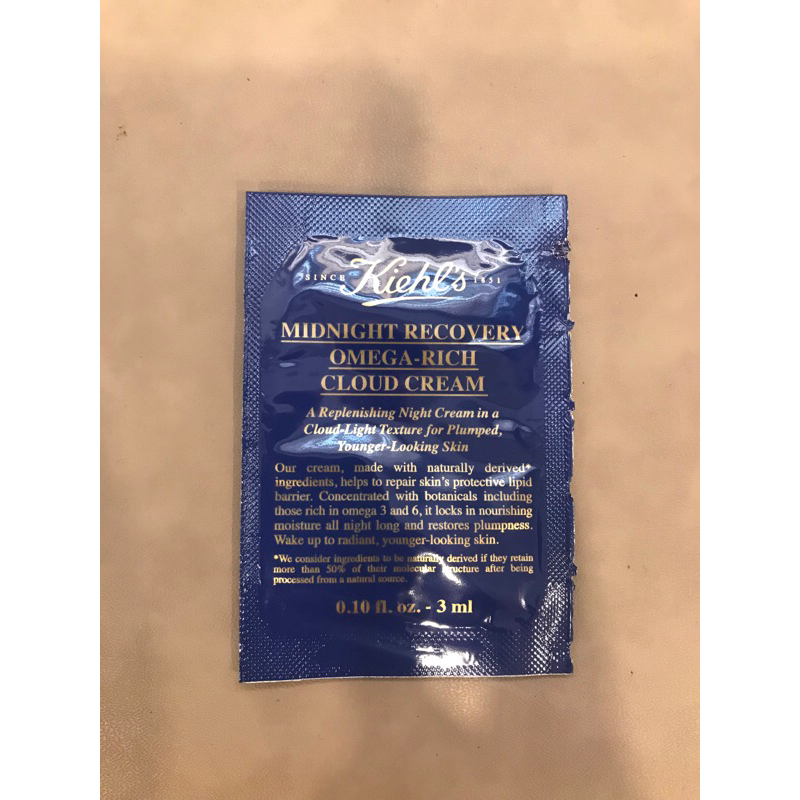 SINCE Kiehl's 1851
MIDNIGHT RECOVERY
OMEGA-RICH
CLOUD CREAM
A Replenishing Night Cream in a
Cloud-Light Texture for Plumped,
Younger-Looking Skin
Our cream, made with naturally derived*
ingredients, helps to repair skin's protective lipid
barrier. Concentrated with botanicals including
those rich in omega 3 and 6, it locks in nourishing
moisture all night long and restores plumpness.
Wake up to radiant, younger-looking skin.
*We consider ingredients to be naturally derived if they retain
more than 50% of their molecular structure after being
processed from a natural source.
0.10 fl. oz. - 3 ml